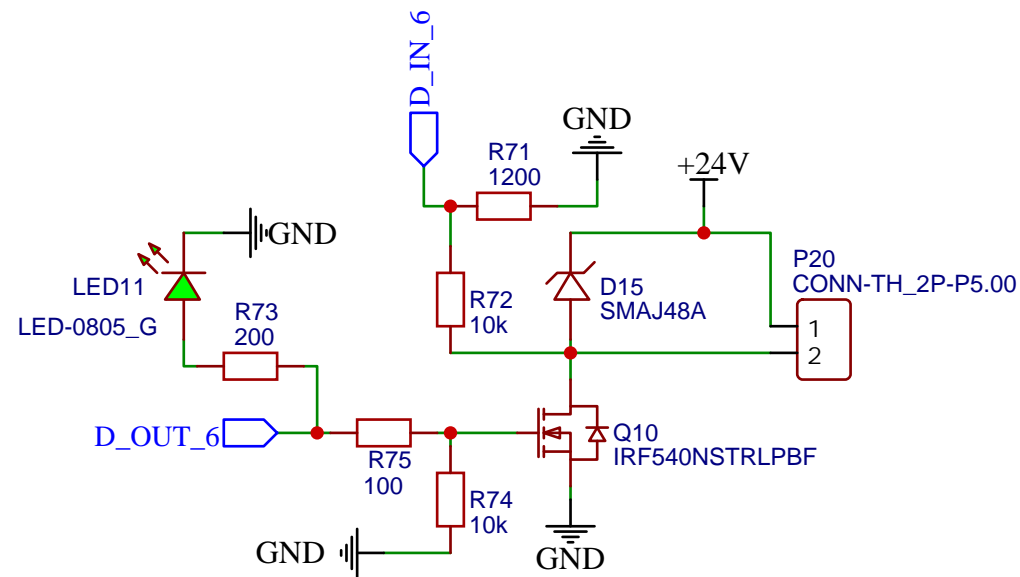 D_IN_6
GND
R71
1200
+24V
GND
P20
CONN-TH_2P-P5.00
LED11
LED-0805_G
R72
10k
D15
SMAJ48A
1
2
R73
200
D_OUT_6
R75
100
Q10
IRF540NSTRLPBF
R74
10k
GND
GND